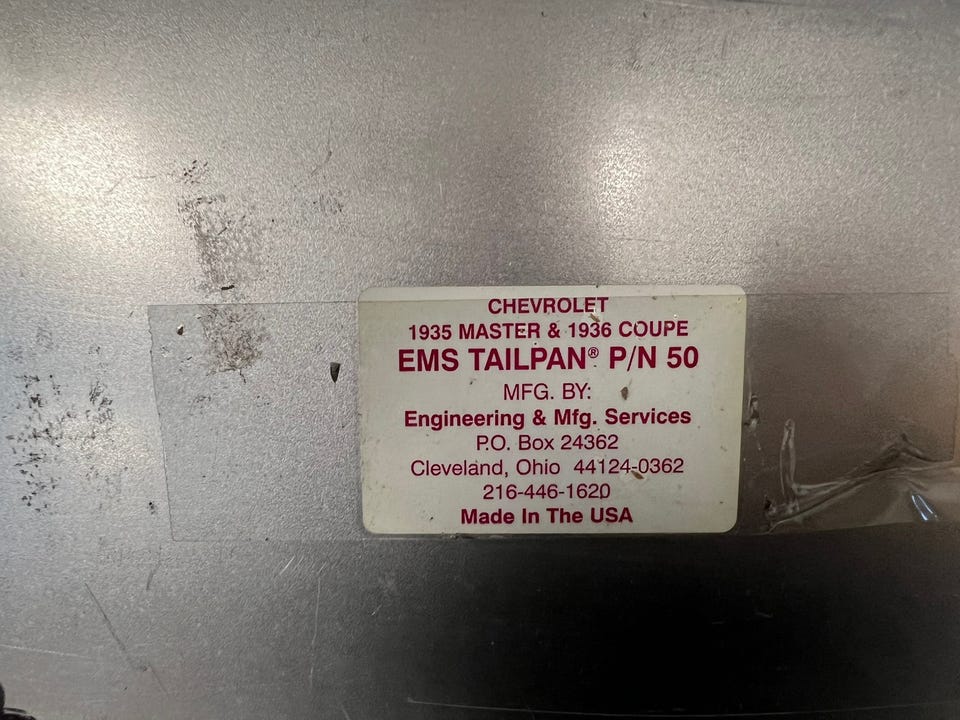 CHEVROLET
1935 MASTER & 1936 COUPE
EMS TAILPAN® P/N 50
MFG. BY:
Engineering & Mfg. Services
P.O. Box 24362
Cleveland, Ohio 44124-0362
216-446-1620
Made In The USA